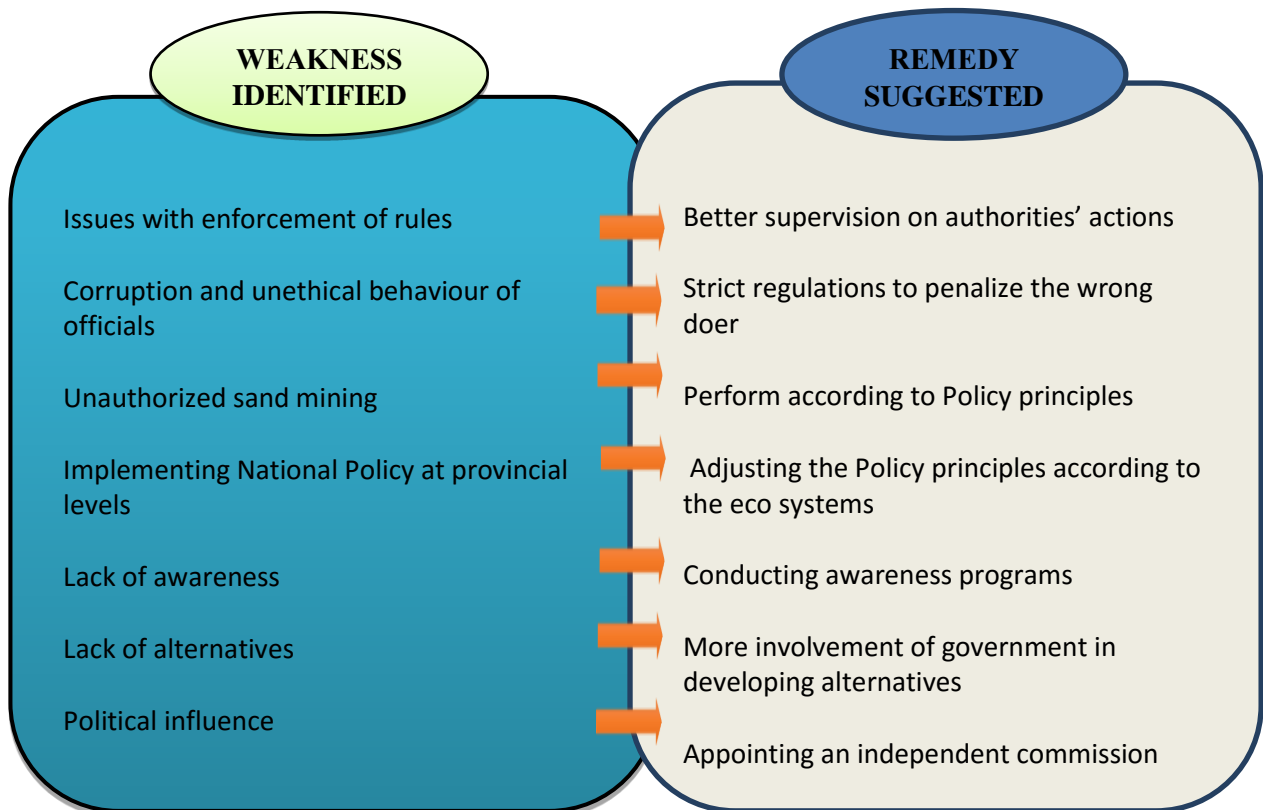 WEAKNESS
IDENTIFIED
Issues with enforcement of rules
Corruption and unethical behaviour of
officials
Unauthorized sand mining
Implementing National Policy at provincial
levels
Lack of awareness
Lack of alternatives
Political influence
REMEDY
SUGGESTED
Better supervision on authorities’ actions
Strict regulations to penalize the wrong
doer
Perform according to Policy principles
Adjusting the Policy principles according to
the eco systems
Conducting awareness programs
More involvement of government in
developing alternatives
Appointing an independent commission